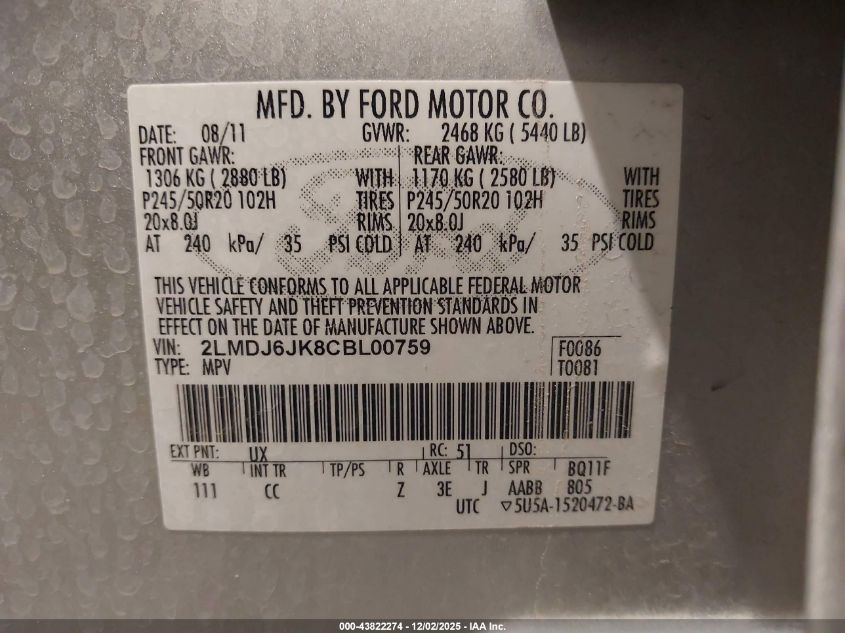 MFD. BY FORD MOTOR CO.
DATE: 08/11 GVWR: 2468 KG ( 5440 LB)
FRONT GAWR: REAR GAWR:
1306 KG ( 2880 LB) WITH 1170 KG ( 2580 LB) WITH
P245/50R20 102H TIRES P245/50R20 102H TIRES
20x8.0J RIMS 20x8.0J RIMS
AT 240 kPa/ 35 PSI COLD AT 240 kPa/ 35 PSI COLD
Ford
THIS VEHICLE CONFORMS TO ALL APPLICABLE FEDERAL MOTOR
VEHICLE SAFETY AND THEFT PREVENTION STANDARDS IN
EFFECT ON THE DATE OF MANUFACTURE SHOWN ABOVE.
VIN: 2LMDJ6JK8CBL00759 F0086
TYPE: MPV T0081
EXT PNT: UX RC: 51 DSO:
WB INT TR TP/PS R AXLE TR SPR BQ11F
111 CC Z 3E J AABB 805
UTC ▽5U5A-1520472-BA
000-43822274 - 12/02/2025 - IAA Inc.